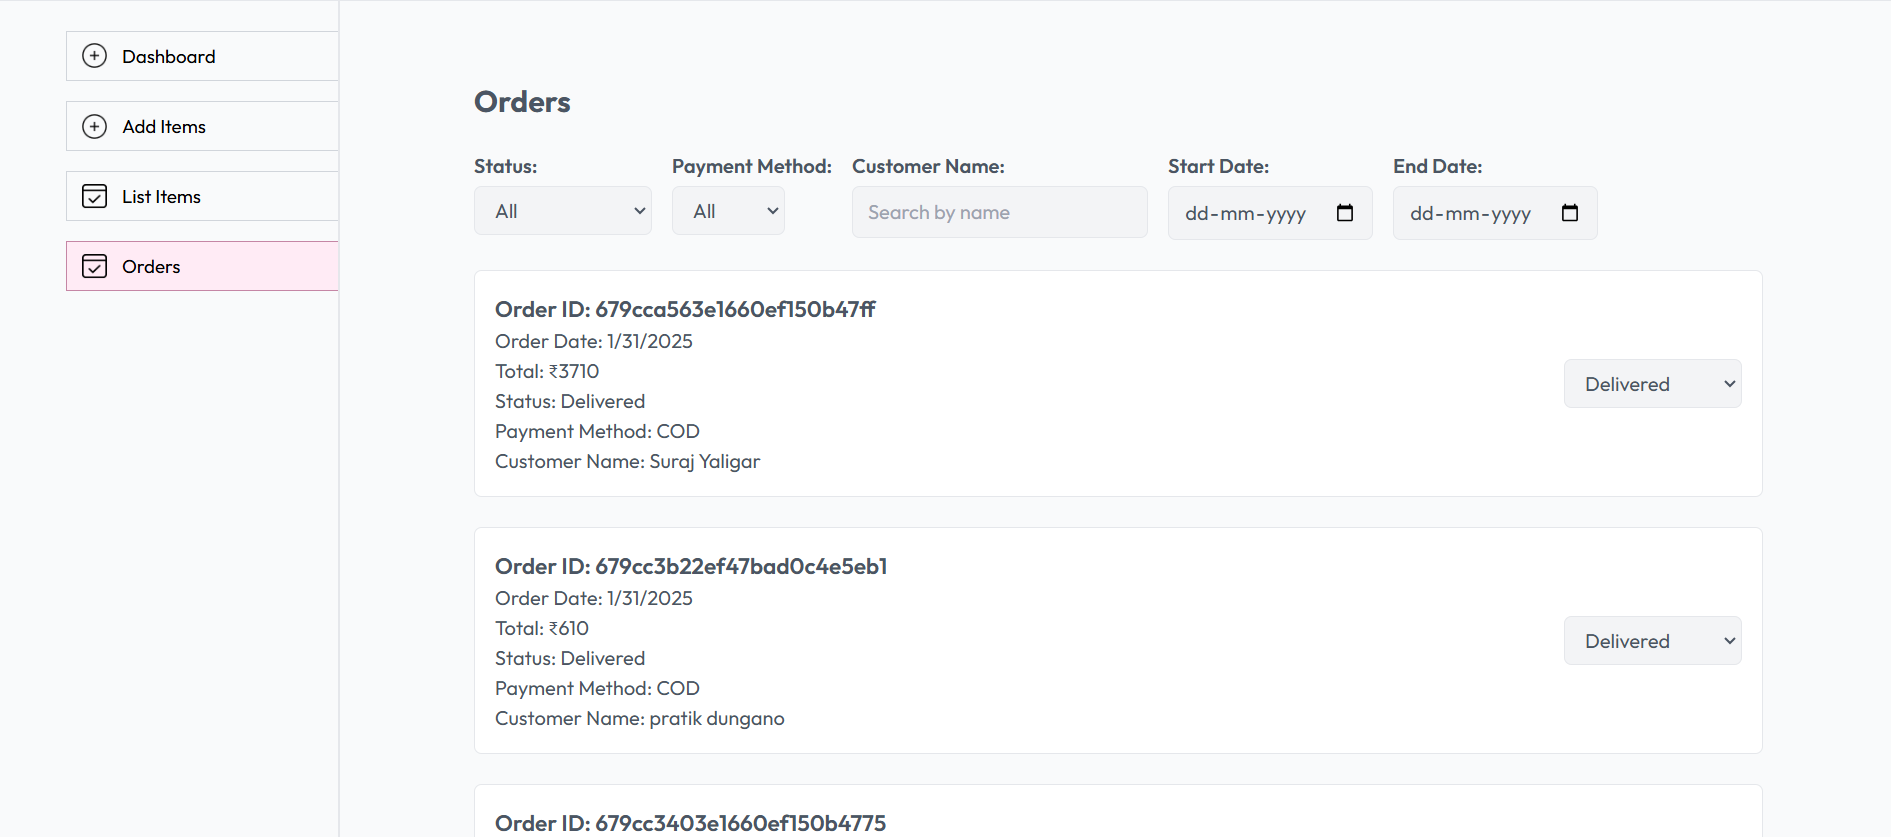 Dashboard
Add Items
List Items
Orders
Orders
Status: Payment Method: Customer Name: Start Date: End Date:
All All Search by name dd-mm-yyyy dd-mm-yyyy
Order ID: 679cca563e1660ef150b47ff
Order Date: 1/31/2025
Total: ₹3710
Status: Delivered
Payment Method: COD
Customer Name: Suraj Yaligar
Delivered
Order ID: 679cc3b22ef47bad0c4e5eb1
Order Date: 1/31/2025
Total: ₹610
Status: Delivered
Payment Method: COD
Customer Name: pratik dungano
Delivered
Order ID: 679cc3403e1660ef150b4775